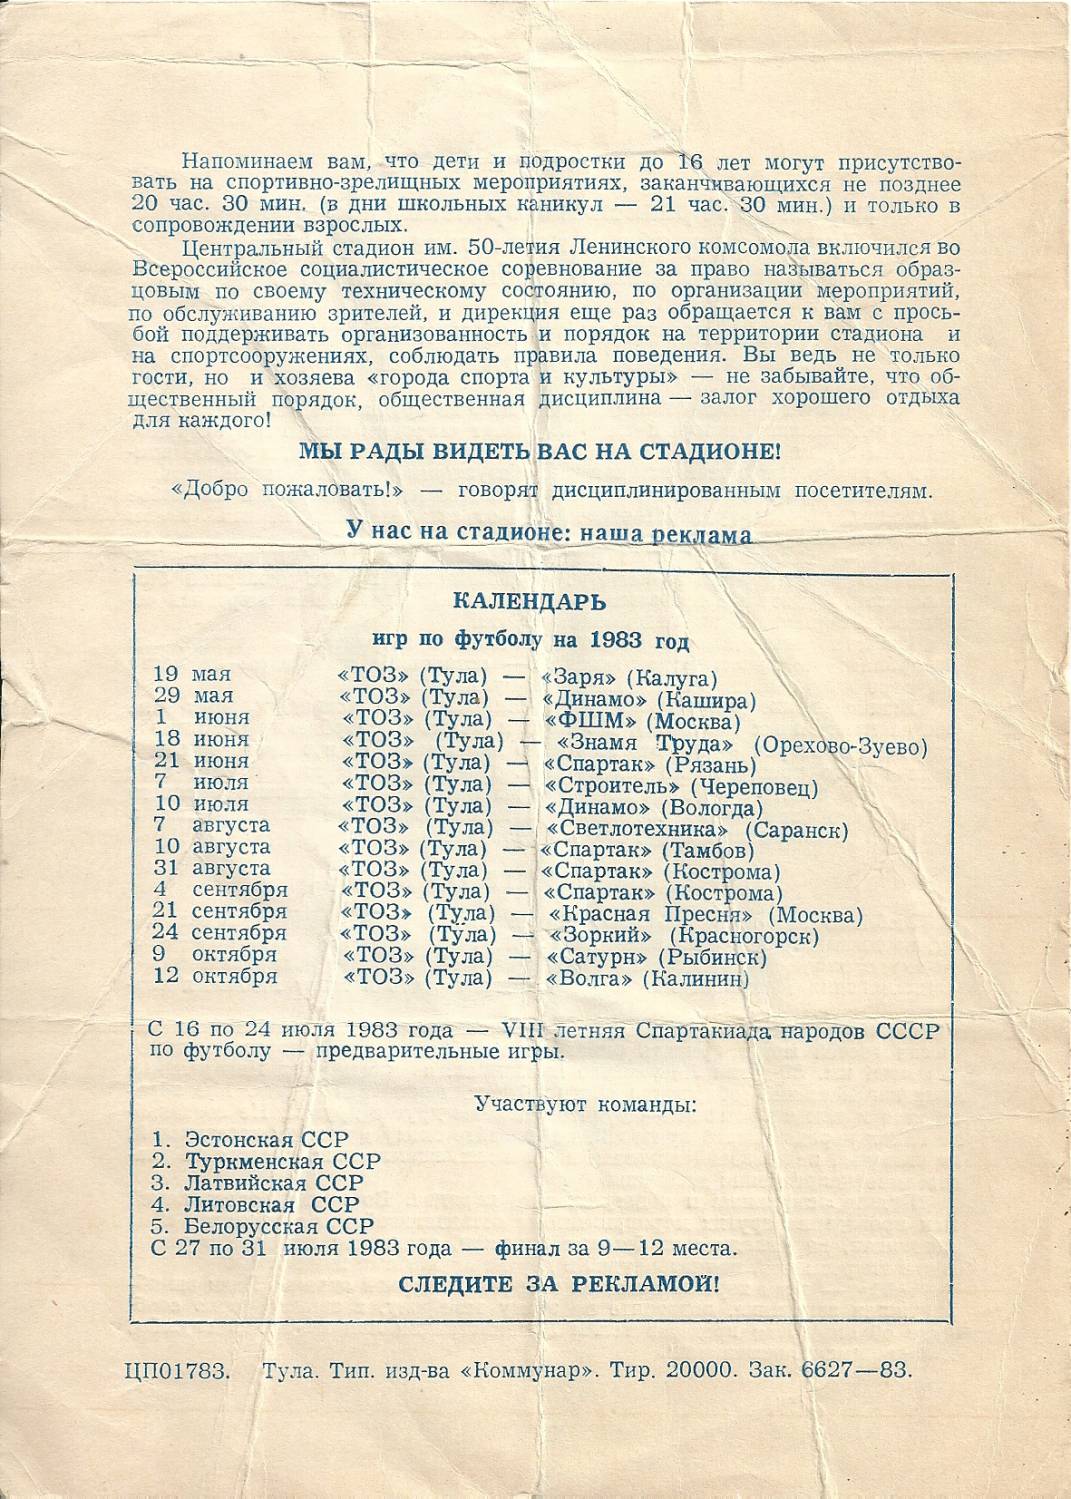 Напоминаем вам, что дети и подростки до 16 лет могут присутство-
вать на спортивно-зрелищных мероприятиях, заканчивающихся не позднее
20 час. 30 мин. (в дни школьных каникул — 21 час. 30 мин.) и только в
сопровождении взрослых.
Центральный стадион им. 50-летия Ленинского комсомола включился во
Всероссийское социалистическое соревнование за право называться образ-
цовым по своему техническому состоянию, по организации мероприятий,
по обслуживанию зрителей, и дирекция еще раз обращается к вам с прось-
бой поддерживать организованность и порядок на территории стадиона и
на спортсооружениях, соблюдать правила поведения. Вы ведь не только
гости, но и хозяева «города спорта и культуры» — не забывайте, что об-
щественный порядок, общественная дисциплина — залог хорошего отдыха
для каждого!
МЫ РАДЫ ВИДЕТЬ ВАС НА СТАДИОНЕ!
«Добро пожаловать!» — говорят дисциплинированным посетителям.
У нас на стадионе: наша реклама
КАЛЕНДАРЬ
игр по футболу на 1983 год
19 мая «ТОЗ» (Тула) — «Заря» (Калуга)
29 мая «ТОЗ» (Тула) — «Динамо» (Кашира)
1 июня «ТОЗ» (Тула) — «ФШМ» (Москва)
18 июня «ТОЗ» (Тула) — «Знамя Труда» (Орехово-Зуево)
21 июня «ТОЗ» (Тула) — «Спартак» (Рязань)
7 июля «ТОЗ» (Тула) — «Строитель» (Череповец)
10 июля «ТОЗ» (Тула) — «Динамо» (Вологда)
7 августа «ТОЗ» (Тула) — «Светлотехника» (Саранск)
10 августа «ТОЗ» (Тула) — «Спартак» (Тамбов)
31 августа «ТОЗ» (Тула) — «Спартак» (Кострома)
4 сентября «ТОЗ» (Тула) — «Спартак» (Кострома)
21 сентября «ТОЗ» (Тула) — «Красная Пресня» (Москва)
24 сентября «ТОЗ» (Тула) — «Зоркий» (Красногорск)
9 октября «ТОЗ» (Тула) — «Сатурн» (Рыбинск)
12 октября «ТОЗ» (Тула) — «Волга» (Калинин)
С 16 по 24 июля 1983 года — VIII летняя Спартакиада народов СССР
по футболу — предварительные игры.
Участвуют команды:
1. Эстонская ССР
2. Туркменская ССР
3. Латвийская ССР
4. Литовская ССР
5. Белорусская ССР
С 27 по 31 июля 1983 года — финал за 9—12 места.
СЛЕДИТЕ ЗА РЕКЛАМОЙ!
ЦП01783. Тула. Тип. изд-ва «Коммунар». Тир. 20000. Зак. 6627—83.